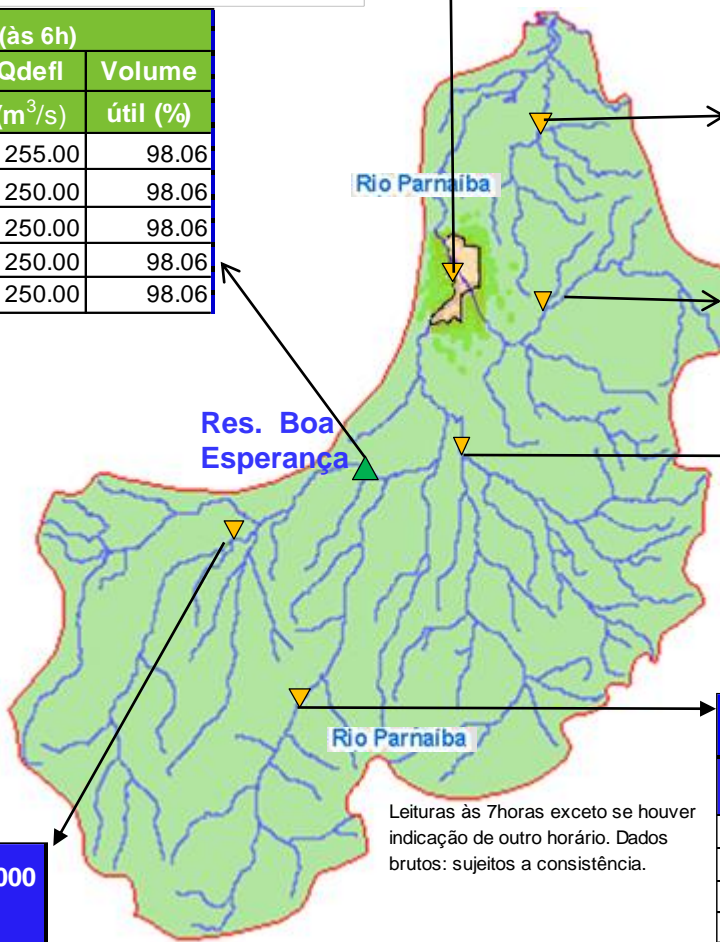 (às 6h)
Qdefl Volume
(m³/s) útil (%)
255.00 98.06
250.00 98.06
250.00 98.06
250.00 98.06
250.00 98.06
Rio Parnaíba
Res. Boa
Esperança
Rio Parnaíba
Leituras às 7horas exceto se houver
indicação de outro horário. Dados
brutos: sujeitos a consistência.
000